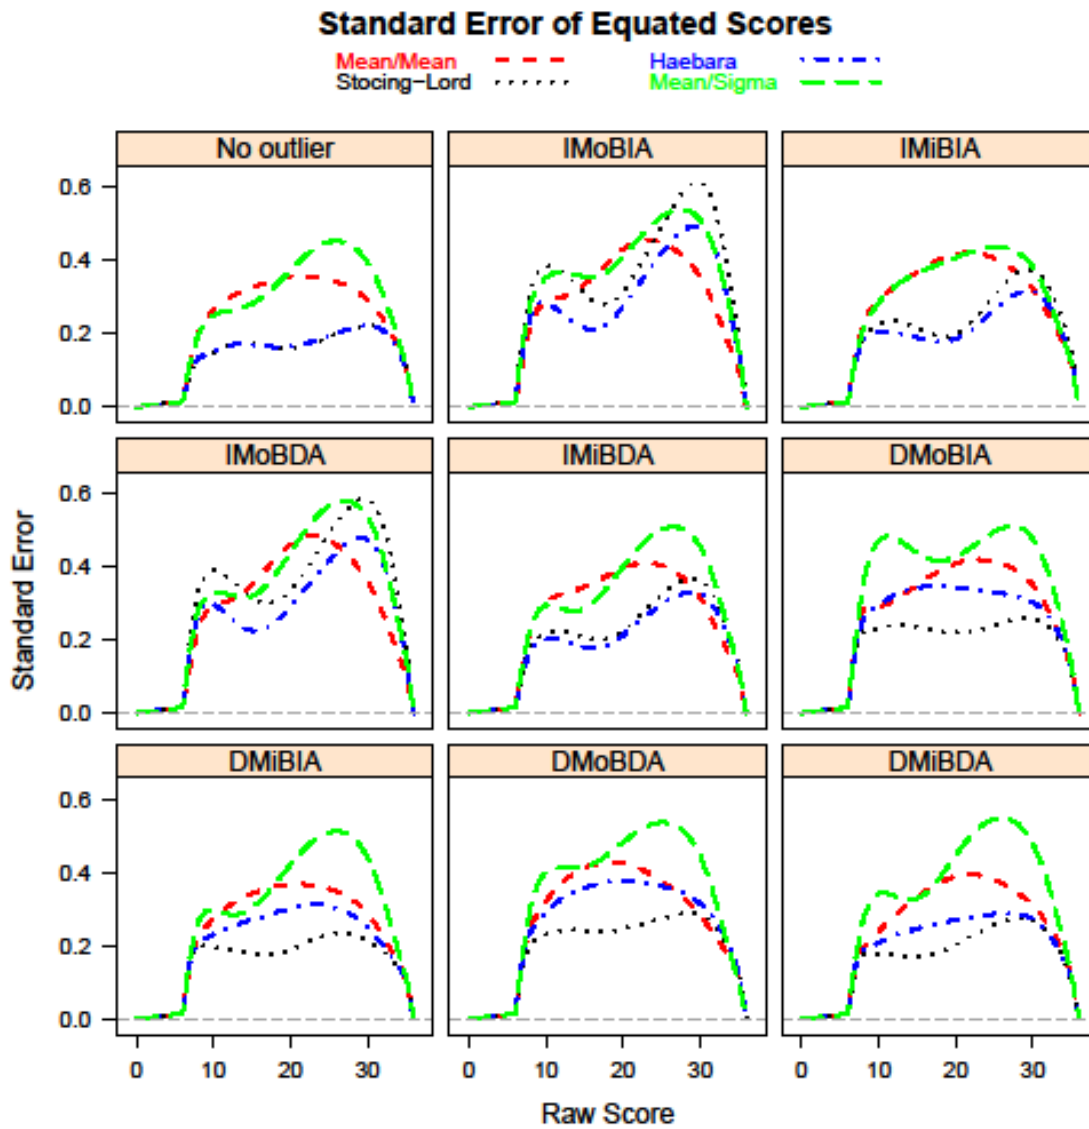 Standard Error of Equated Scores
Mean/Mean Haebara
Stocing-Lord Mean/Sigma
No outlier IMoBIA IMiBIA
0.6
0.4
0.2
0.0
IMoBDA IMiBDA DMoBIA
0.6
0.4
0.2
0.0
Standard Error
DMiBIA DMoBDA DMiBDA
0.6
0.4
0.2
0.0
0 10 20 30 0 10 20 30 0 10 20 30
Raw Score